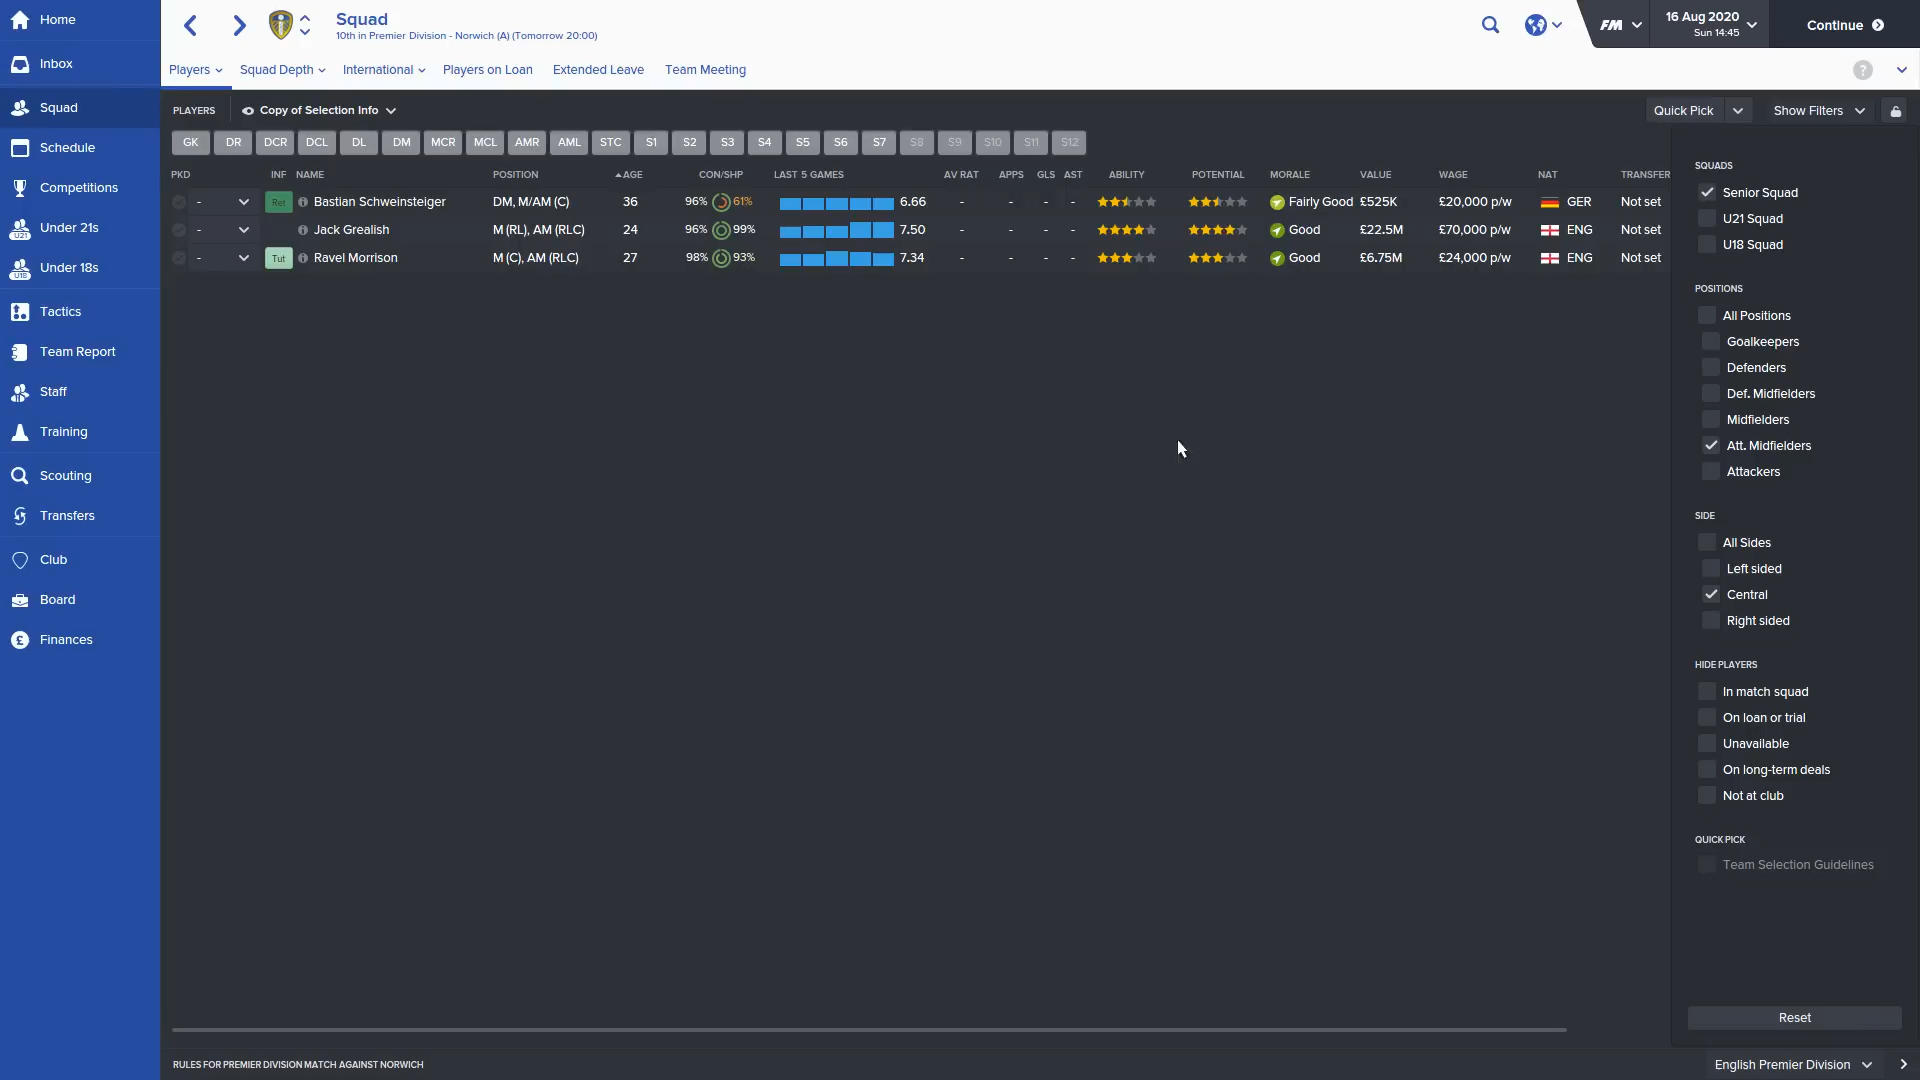 Home
Inbox
Squad
Schedule
Competitions
U21
Under 21s
U18
Under 18s
Tactics
Team Report
Staff
Training
Scouting
Transfers
Club
Board
£ Finances
Squad
10th in Premier Division - Norwich (A) (Tomorrow 20:00)
FM
16 Aug 2020
Sun 14:45
Continue
Players Squad Depth International Players on Loan Extended Leave Team Meeting
?
PLAYERS Copy of Selection Info
Quick Pick Show Filters
GK DR DCR DCL DL DM MCR MCL AMR AML STC S1 S2 S3 S4 S5 S6 S7 S8 S9 S10 S11 S12
PKD INF NAME POSITION AGE CON/SHP LAST 5 GAMES AV RAT APPS GLS AST ABILITY POTENTIAL MORALE VALUE WAGE NAT TRANSFER
- Ret Bastian Schweinsteiger DM, M/AM (C) 36 96% 61% 6.66 - - - - Fairly Good £525K £20,000 p/w GER Not set
- Jack Grealish M (RL), AM (RLC) 24 96% 99% 7.50 - - - - Good £22.5M £70,000 p/w ENG Not set
- Tut Ravel Morrison M (C), AM (RLC) 27 98% 93% 7.34 - - - - Good £6.75M £24,000 p/w ENG Not set
SQUADS
Senior Squad
U21 Squad
U18 Squad
POSITIONS
All Positions
Goalkeepers
Defenders
Def. Midfielders
Midfielders
Att. Midfielders
Attackers
SIDE
All Sides
Left sided
Central
Right sided
HIDE PLAYERS
In match squad
On loan or trial
Unavailable
On long-term deals
Not at club
QUICK PICK
Team Selection Guidelines
Reset
RULES FOR PREMIER DIVISION MATCH AGAINST NORWICH
English Premier Division